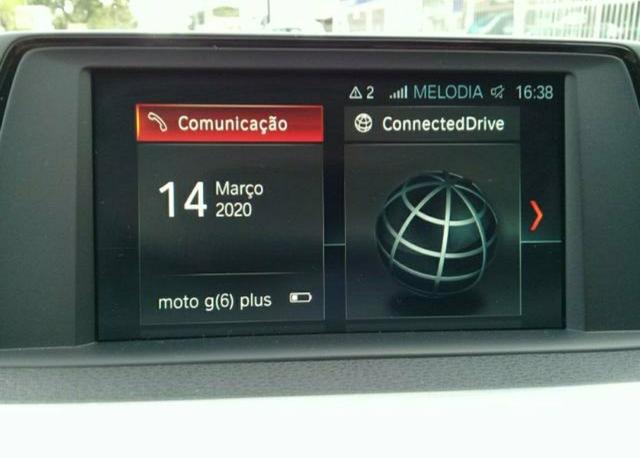 2 MELODIA 16:38
Comunicação
ConnectedDrive
14 Março
2020
moto g(6) plus